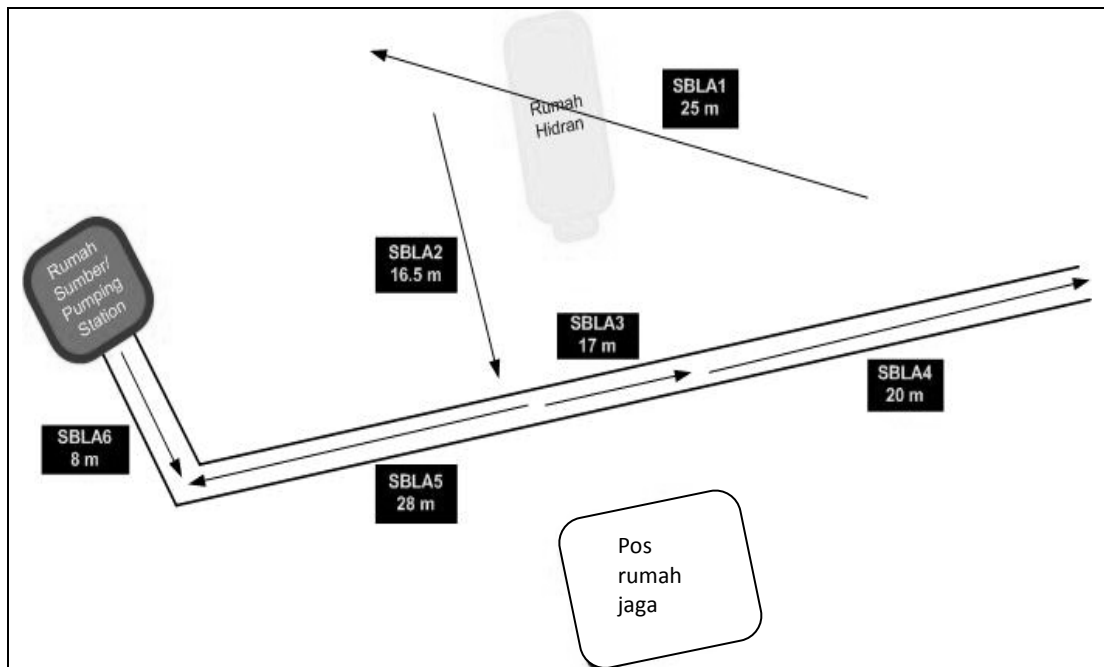 SBLA1
25 m
Rumah
Hidran
SBLA2
16.5 m
Rumah
Sumber/
Pumping
Station
SBLA3
17 m
SBLA4
20 m
SBLA6
8 m
SBLA5
28 m
Pos
rumah
jaga